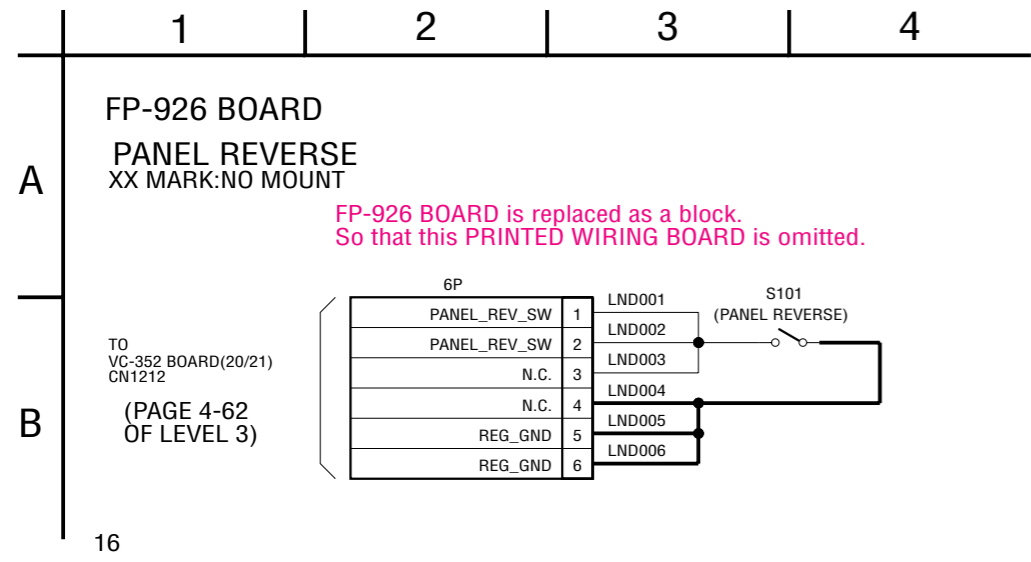 1 2 3 4
A
FP-926 BOARD
PANEL REVERSE
XX MARK:NO MOUNT
FP-926 BOARD is replaced as a block.
So that this PRINTED WIRING BOARD is omitted.
B
TO
VC-352 BOARD(20/21)
CN1212
(PAGE 4-62
OF LEVEL 3)
6P
PANEL_REV_SW 1 LND001
PANEL_REV_SW 2 LND002
N.C. 3 LND003
N.C. 4 LND004
REG_GND 5 LND005
REG_GND 6 LND006
S101
(PANEL REVERSE)
16